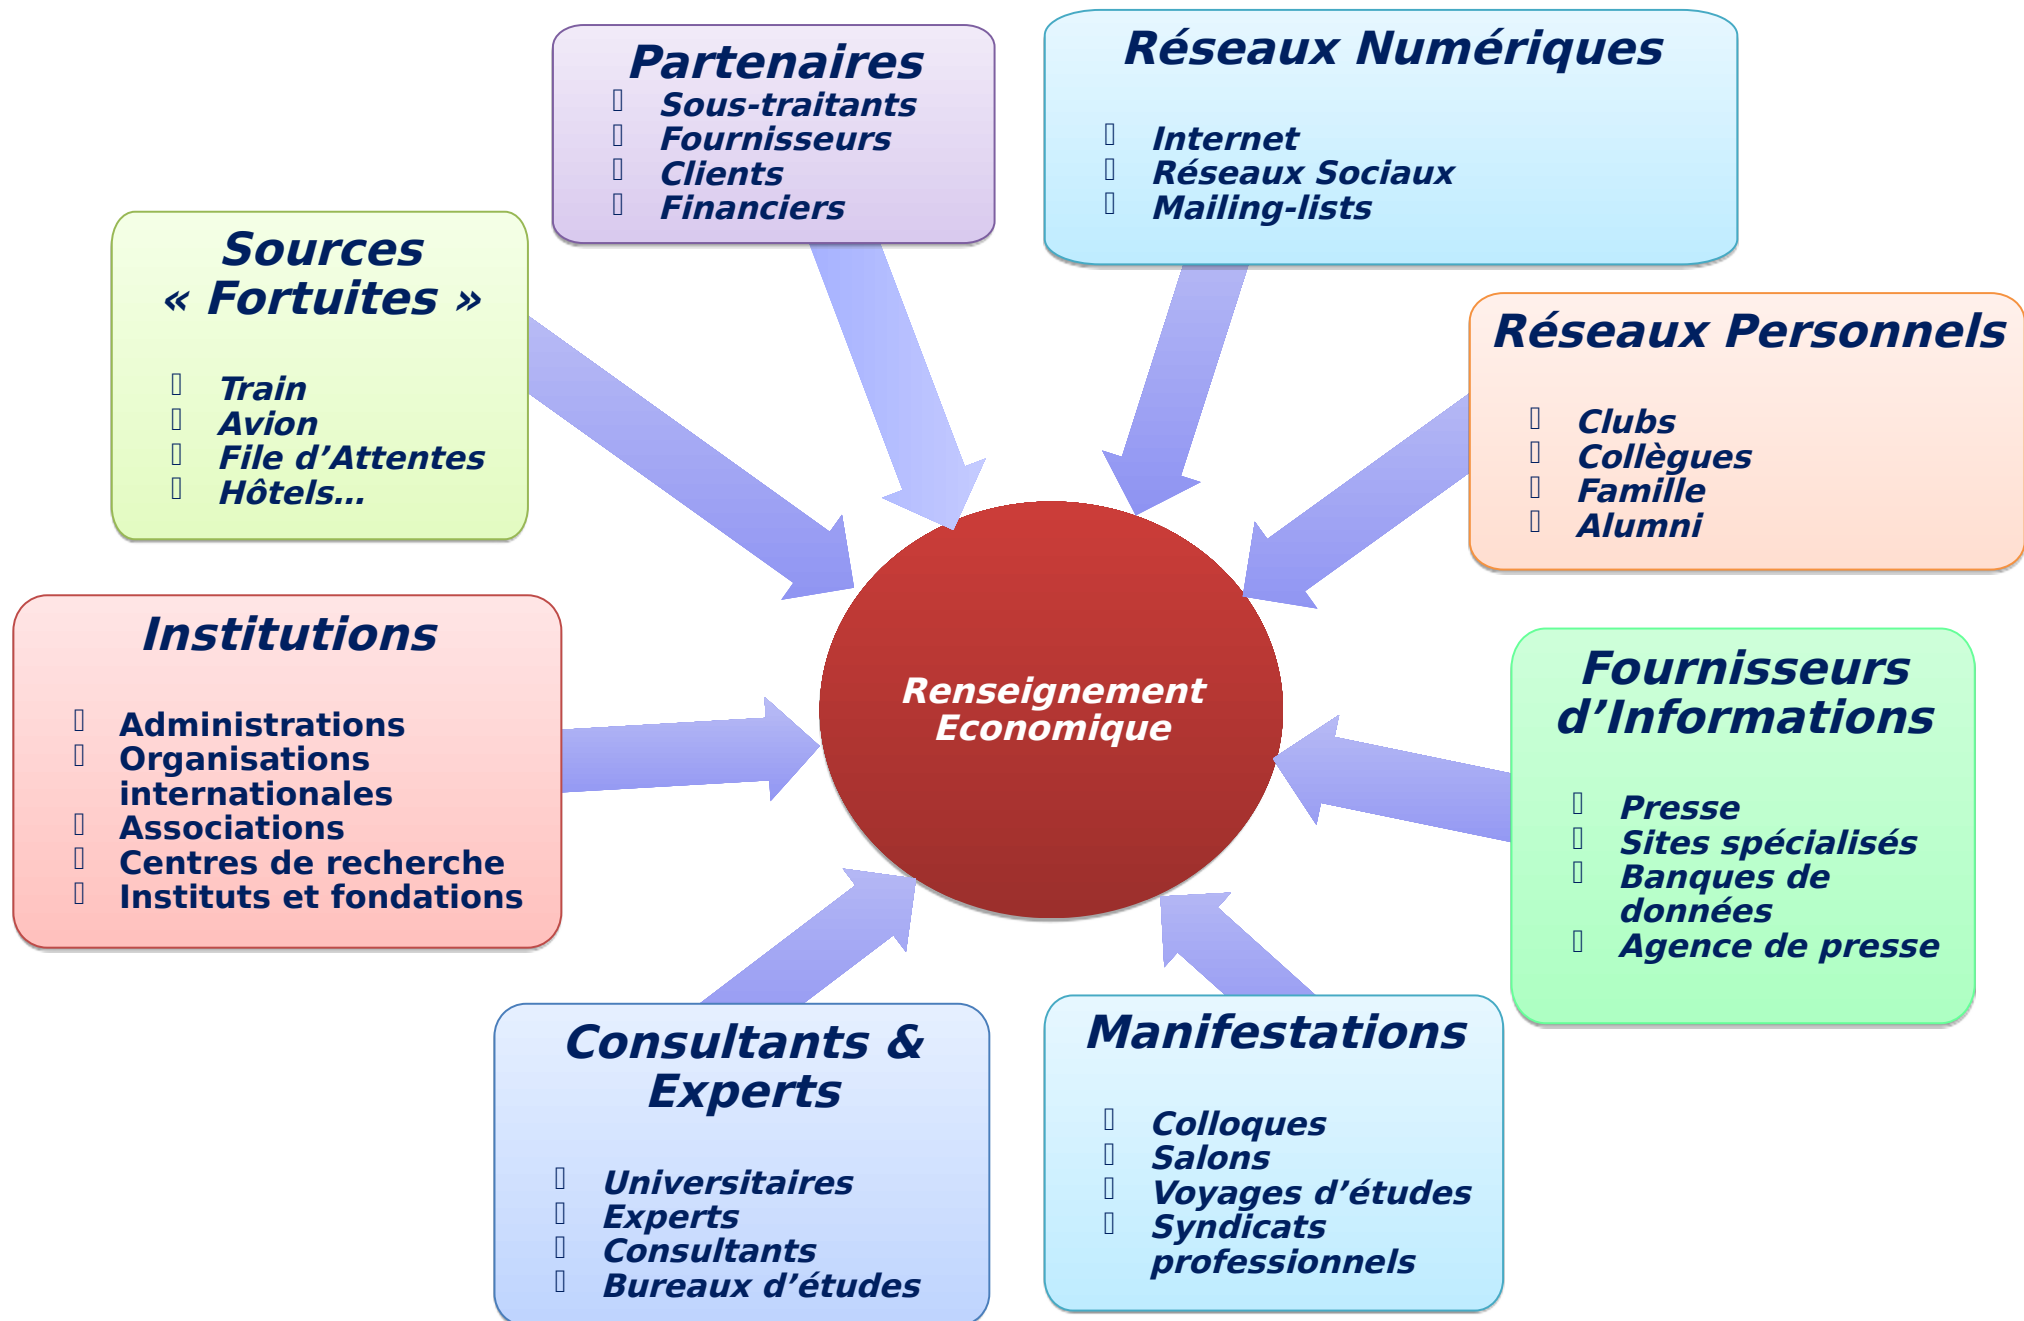 Partenaires
Sous-traitants
Fournisseurs
Clients
Financiers
Réseaux Numériques
Internet
Réseaux Sociaux
Mailing-lists
Sources
« Fortuites »
Train
Avion
File d’Attentes
Hôtels...
Réseaux Personnels
Clubs
Collègues
Famille
Alumni
Institutions
Administrations
Organisations
internationales
Associations
Centres de recherche
Instituts et fondations
Renseignement
Economique
Fournisseurs
d’Informations
Presse
Sites spécialisés
Banques de
données
Agence de presse
Consultants &
Experts
Universitaires
Experts
Consultants
Bureaux d’études
Manifestations
Colloques
Salons
Voyages d’études
Syndicats
professionnels